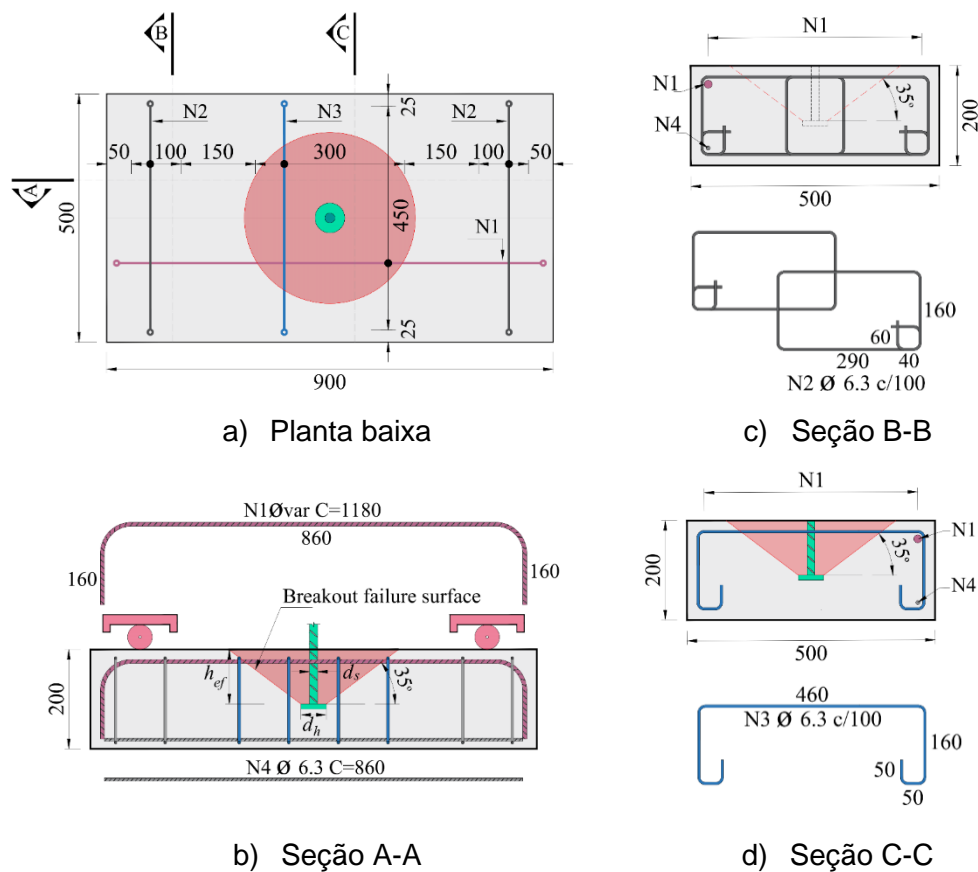 B
C
N2
N3
N2
25
50
100
150
300
150
100
50
A
500
450
N1
25
900
a) Planta baixa
N1
N1
35°
N4
200
500
160
60
290
40
N2 Ø 6.3 c/100
c) Seção B-B
N1Øvar C=1180
860
160
160
Breakout failure surface
200
hef
ds
35°
dh
N4 Ø 6.3 C=860
b) Seção A-A
N1
N1
35°
200
N4
500
460
N3 Ø 6.3 c/100
160
50
50
d) Seção C-C